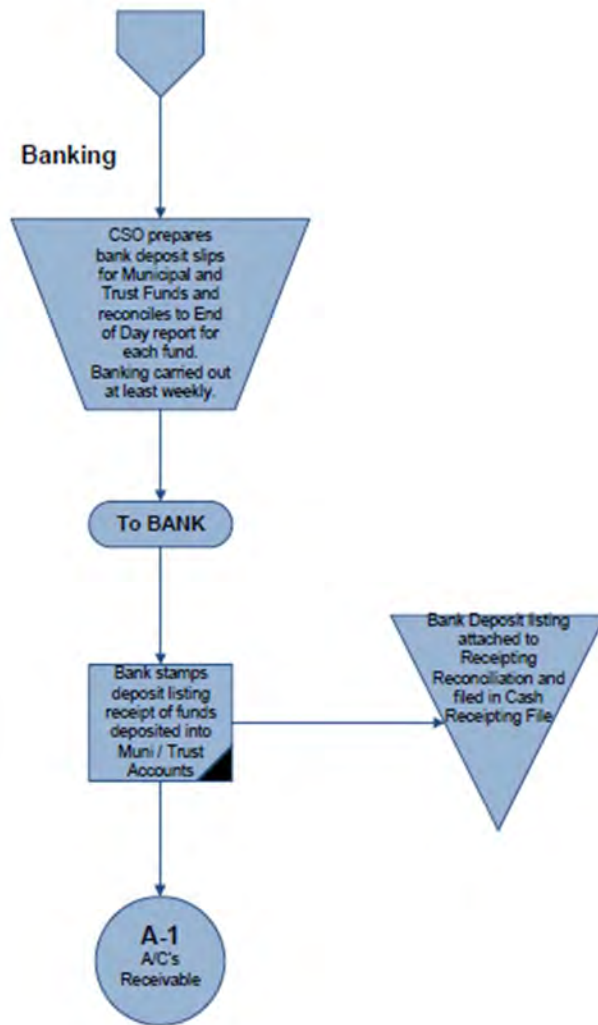 Banking
CSO prepares
bank deposit slips
for Municipal and
Trust Funds and
reconciles to End
of Day report for
each fund.
Banking carried out
at least weekly.
To BANK
Bank stamps
deposit listing
receipt of funds
deposited into
Muni / Trust
Accounts
Bank Deposit listing
attached to
Receipting
Reconciliation and
filed in Cash
Receipting File
A-1
A/C's
Receivable